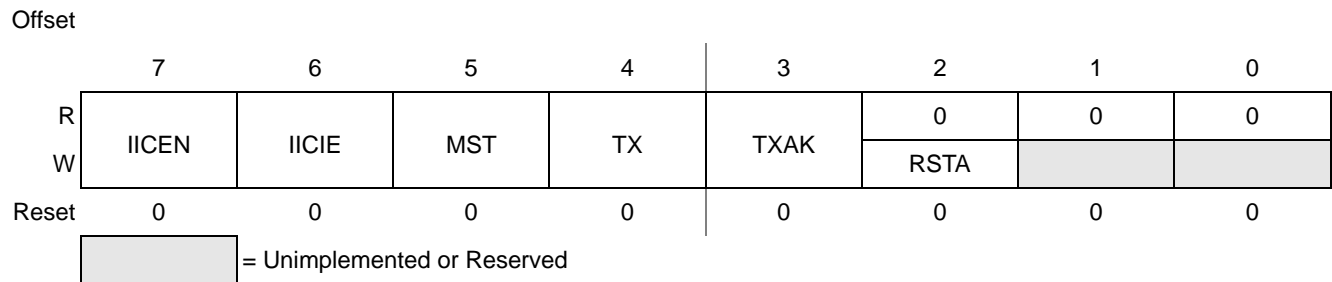 Offset
7 6 5 4 3 2 1 0
R 0 0 0
IICEN IICIE MST TX TXAK
W RSTA
Reset 0 0 0 0 0 0 0 0
= Unimplemented or Reserved